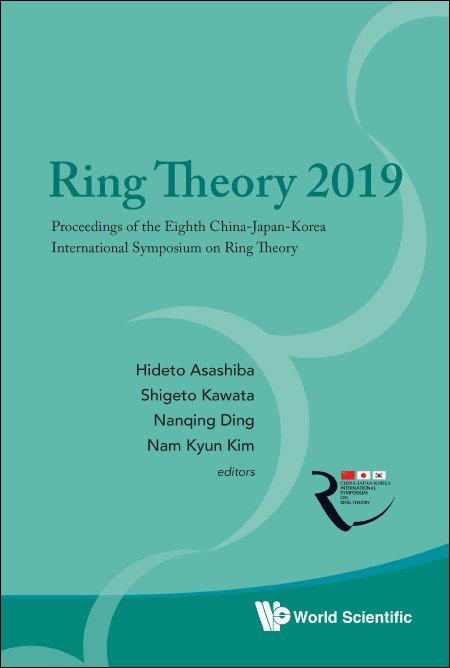 Ring Theory 2019
Proceedings of the Eighth China-Japan-Korea
International Symposium on Ring Theory
Hideto Asashiba
Shigeto Kawata
Nanqing Ding
Nam Kyun Kim
editors
R
CHINA-JAPAN-KOREA
INTERNATIONAL
SYMPOSIUM
ON
RING THEORY
World Scientific